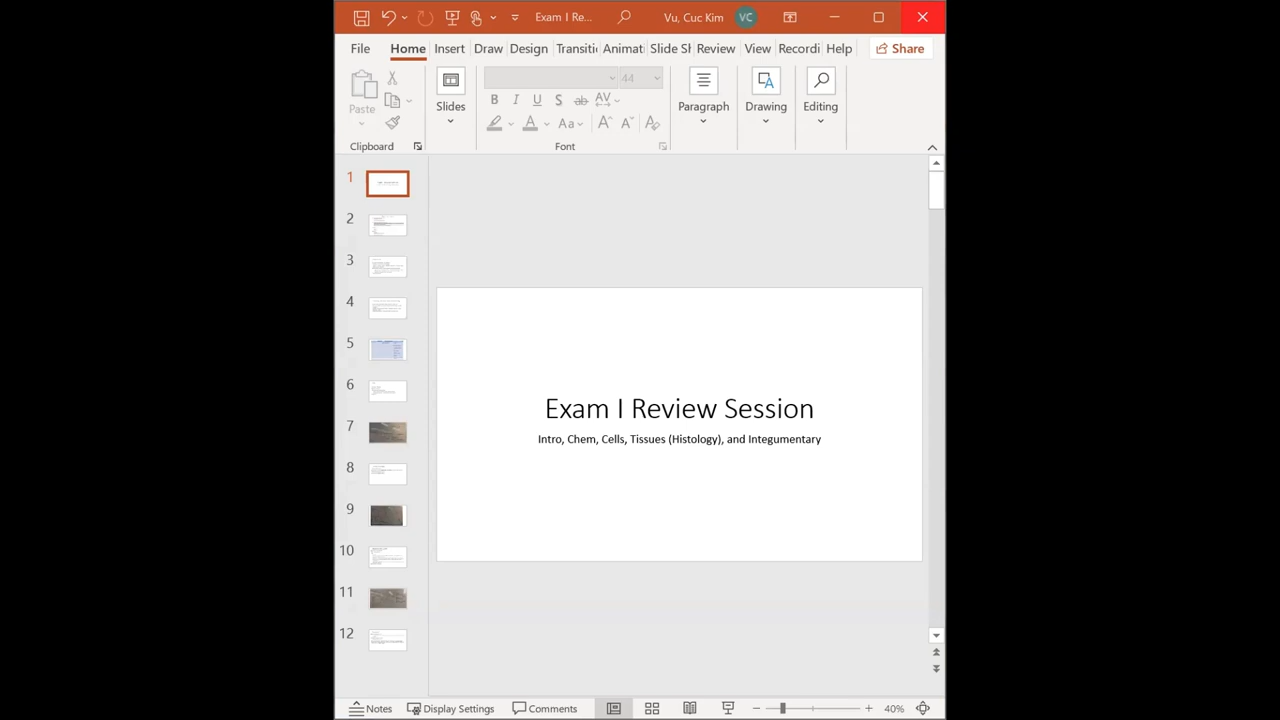 Exam I Re...
Vu, Cuc Kim
VC
File Home Insert Draw Design Transiti Animat Slide Sh Review View Recordi Help Share
44
Paste
Slides
B I U S ab AV
A Aa A A A
Paragraph
Drawing
Editing
Clipboard
Font
1
2
3
4
5
6
7
8
9
10
11
12
Exam I Review Session
Intro, Chem, Cells, Tissues (Histology), and Integumentary
Notes Display Settings Comments 40%